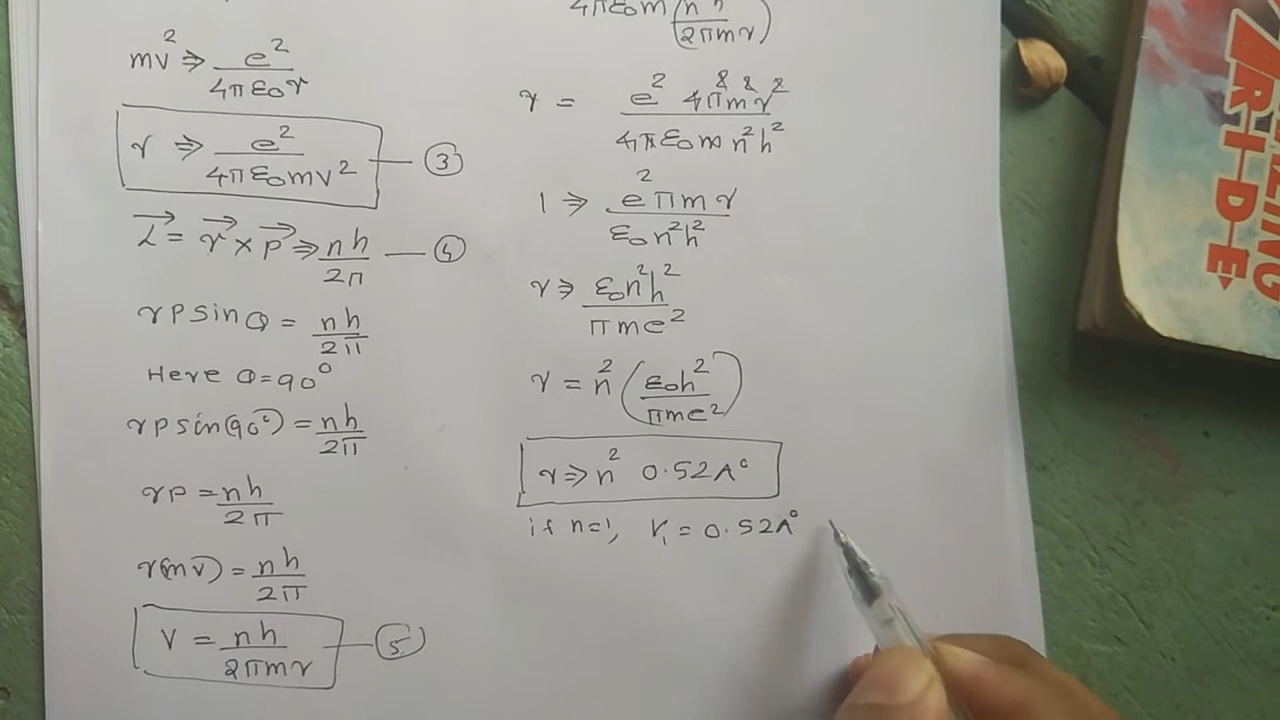 mv² ⇒ e²/4πε₀r
r ⇒ e²/4πε₀mv² — ③
L⃗ = r⃗ × p⃗ ⇒ nh/2π — ④
rp sinθ = nh/2π
Here θ=90°
rp sin(90°) = nh/2π
rp = nh/2π
r(mv) = nh/2π
v = nh/2πmr — ⑤
4πε₀m(nh/2πmr)
r = e² 4π²m²r²/4πε₀m n²h²
1 ⇒ e²πmr/ε₀n²h²
r ⇒ ε₀n²h²/πme²
r = n²(ε₀h²/πme²)
r ⇒ n² 0.52A°
if n=1, r₁ = 0.52A°
RIDE